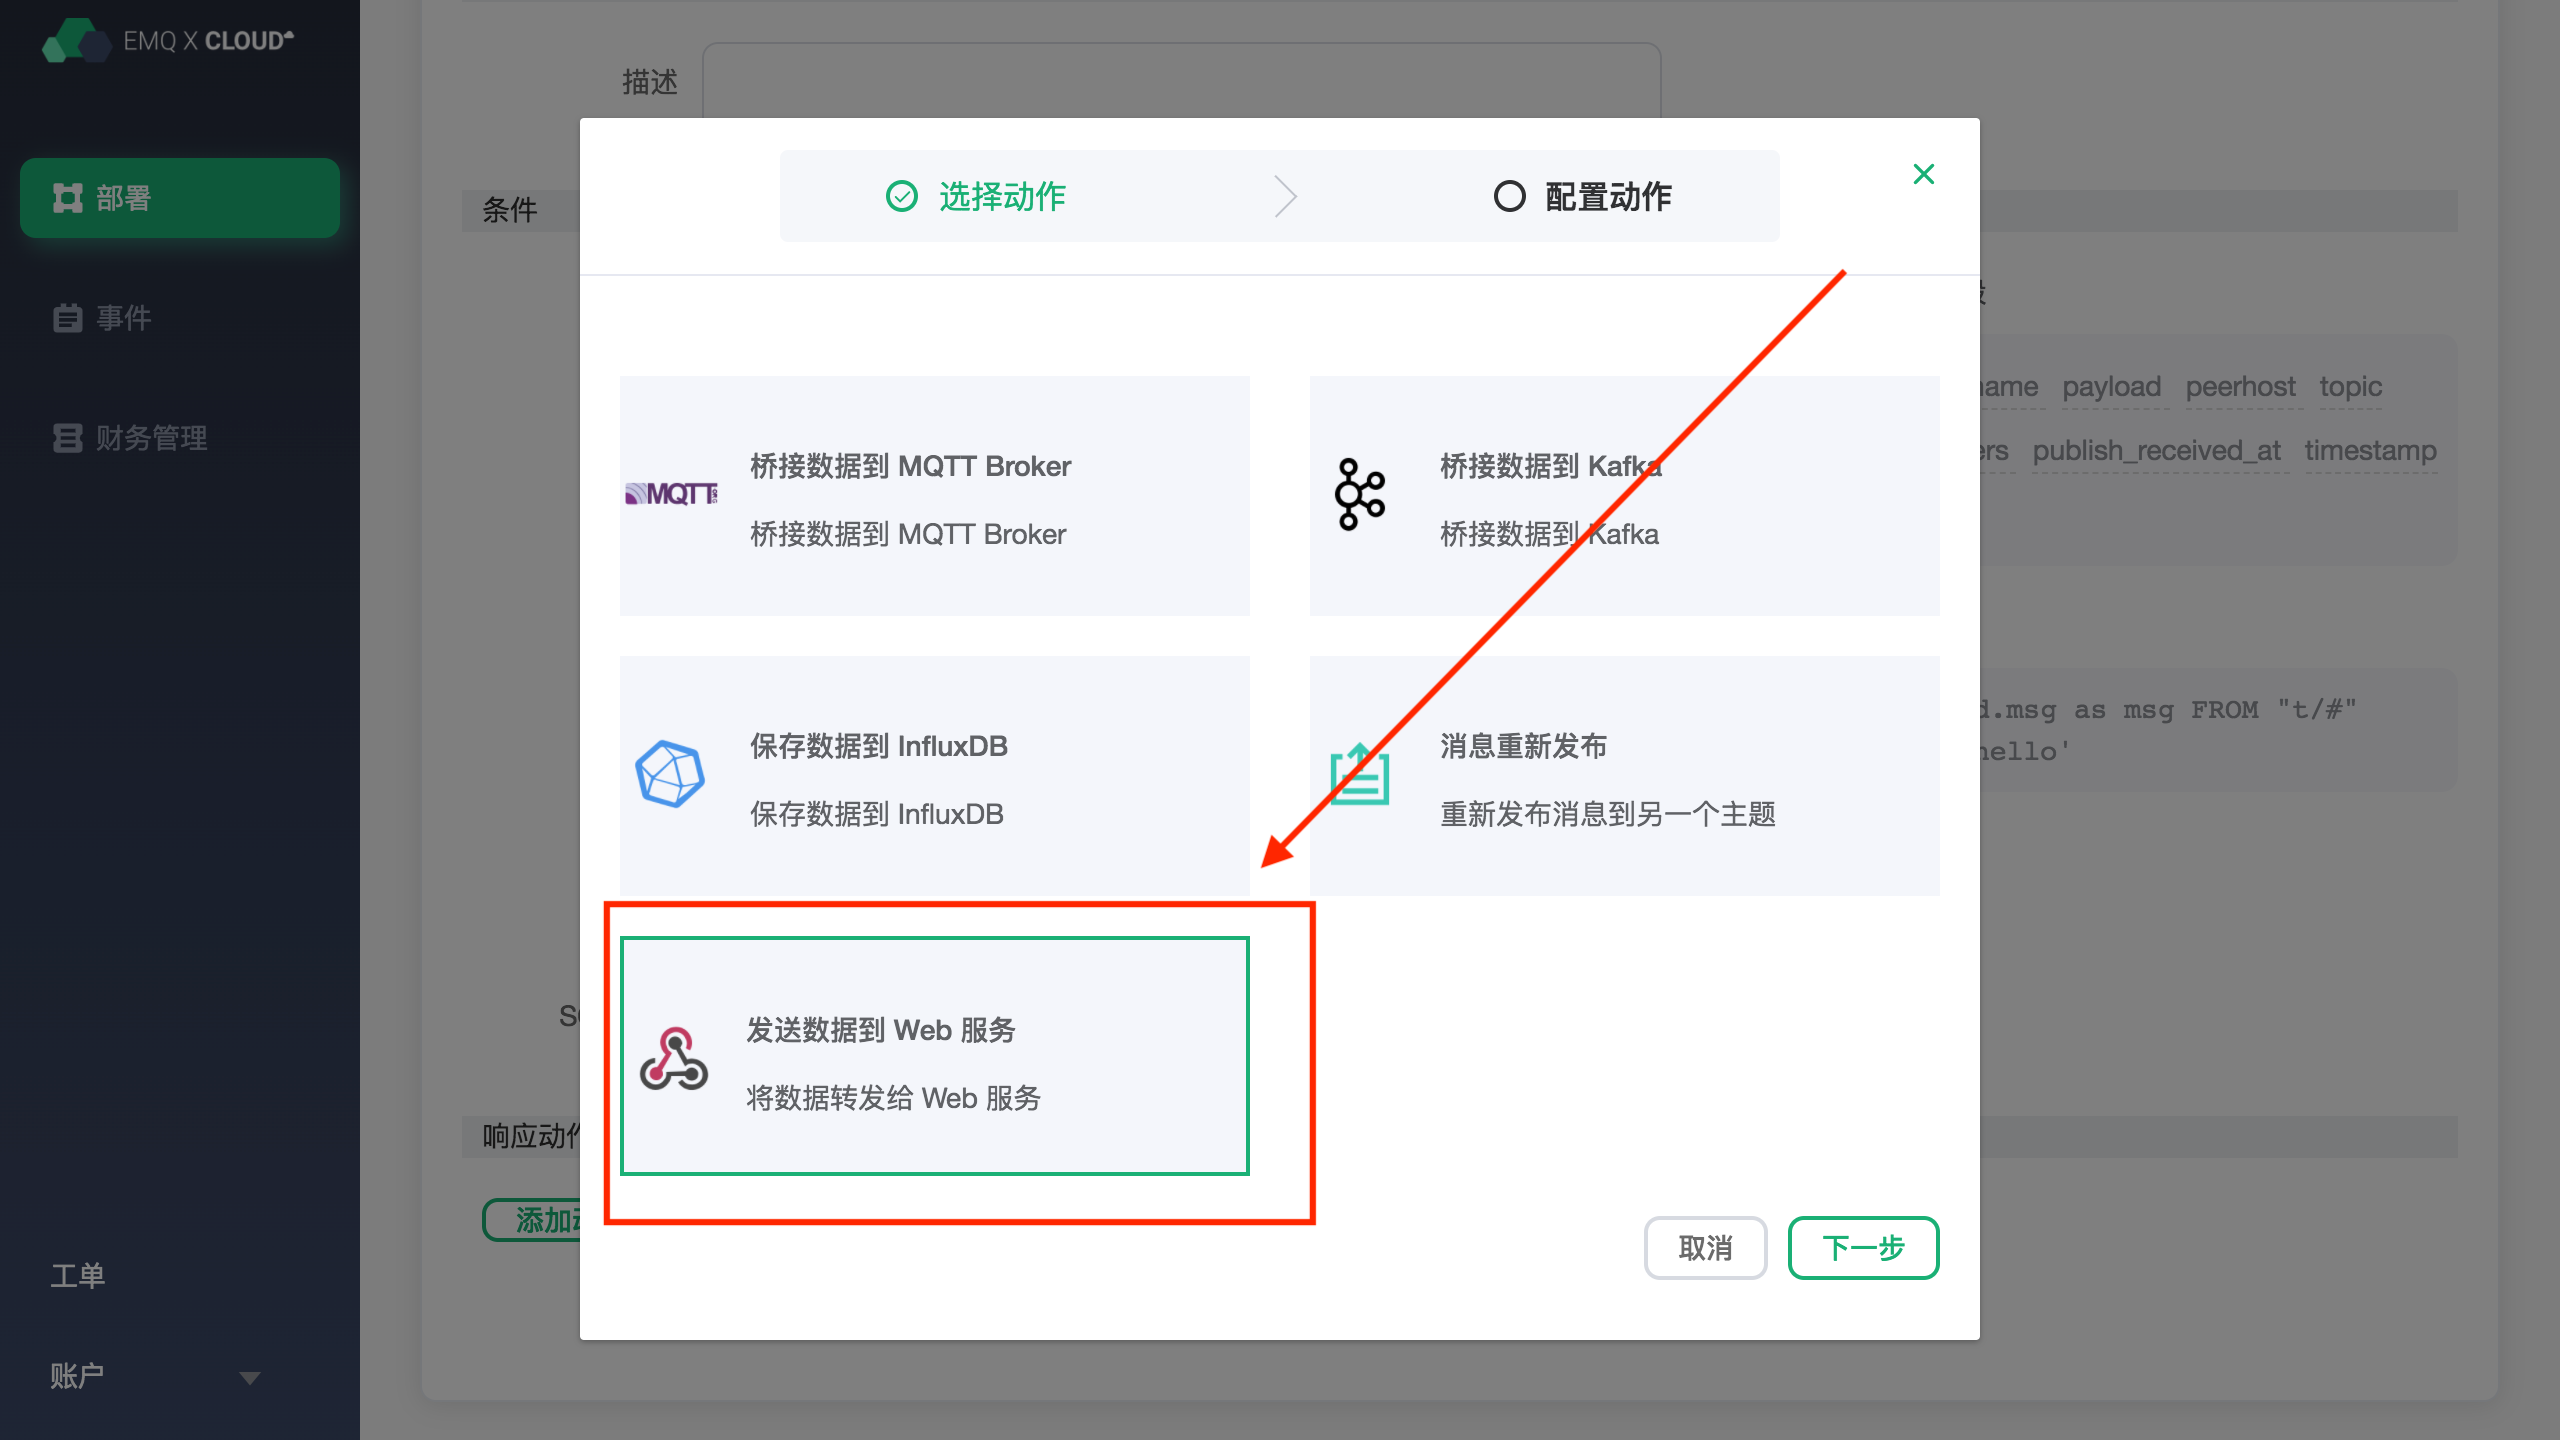 EMQ X CLOUD
部署
事件
财务管理
工单
账户
描述
条件
payload peerhost topic
publish_received_at timestamp
d.msg as msg FROM "t/#"
hello'
响应动作
添加
选择动作
配置动作
桥接数据到 MQTT Broker
桥接数据到 MQTT Broker
MQTT
桥接数据到 Kafka
桥接数据到 Kafka
保存数据到 InfluxDB
保存数据到 InfluxDB
消息重新发布
重新发布消息到另一个主题
发送数据到 Web 服务
将数据转发给 Web 服务
取消
下一步